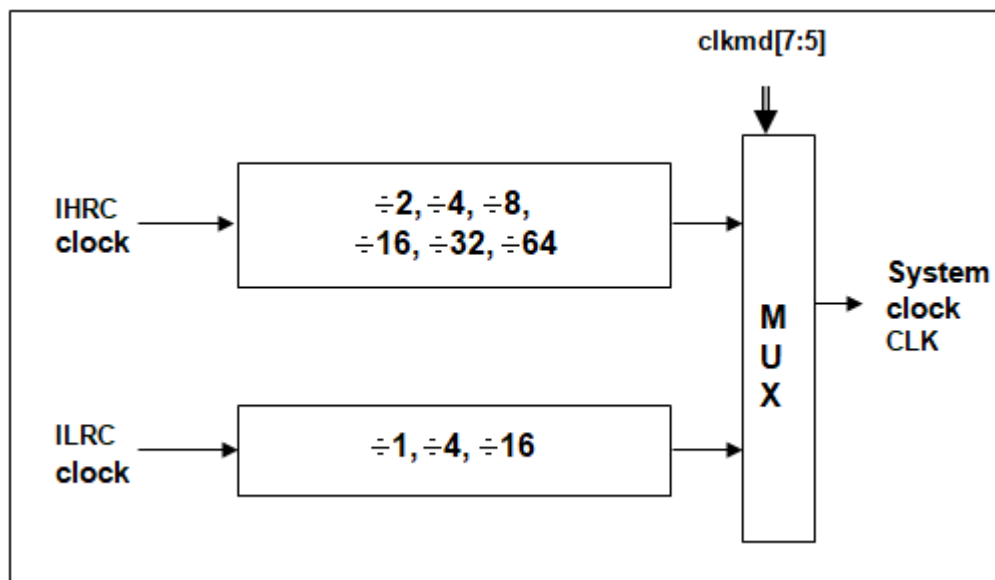 clkmd[7:5]
IHRC
clock
÷2, ÷4, ÷8,
÷16, ÷32, ÷64
M
U
X
System
clock
CLK
ILRC
clock
÷1, ÷4, ÷16